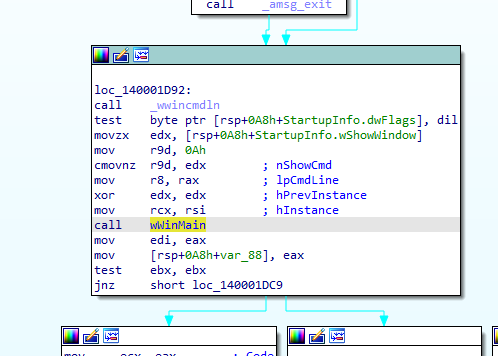 call    _amsg_exit
loc_140001D92:
call    _wwincmdln
test    byte ptr [rsp+0A8h+StartupInfo.dwFlags], dil
movzx   edx, [rsp+0A8h+StartupInfo.wShowWindow]
mov     r9d, 0Ah
cmovnz  r9d, edx        ; nShowCmd
mov     r8, rax         ; lpCmdLine
xor     edx, edx        ; hPrevInstance
mov     rcx, rsi        ; hInstance
call    wWinMain
mov     edi, eax
mov     [rsp+0A8h+var_88], eax
test    ebx, ebx
jnz     short loc_140001DC9
mov     ecx, eax        ; Code